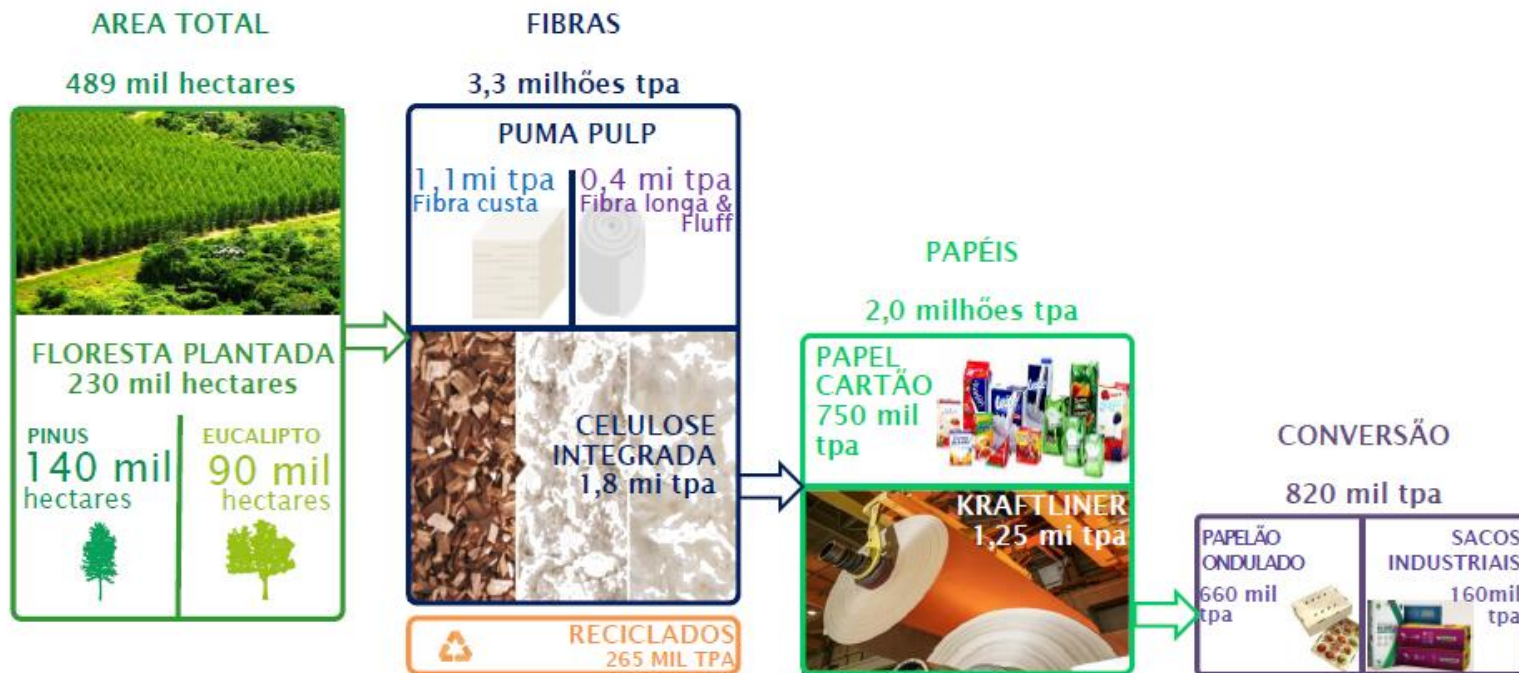 AREA TOTAL
489 mil hectares
FLORESTA PLANTADA
230 mil hectares
PINUS
140 mil
hectares
EUCALIPTO
90 mil
hectares
FIBRAS
3,3 milhões tpa
PUMA PULP
1,1mi tpa
Fibra custa
0,4 mi tpa
Fibra longa &
Fluff
CELULOSE
INTEGRADA
1,8 mi tpa
RECICLADOS
265 MIL TPA
PAPÉIS
2,0 milhões tpa
PAPEL
CARTÃO
750 mil
tpa
KRAFTLINER
1,25 mi tpa
CONVERSÃO
820 mil tpa
PAPELÃO
ONDULADO
660 mil
tpa
SACOS
INDUSTRIAIS
160mil
tpa